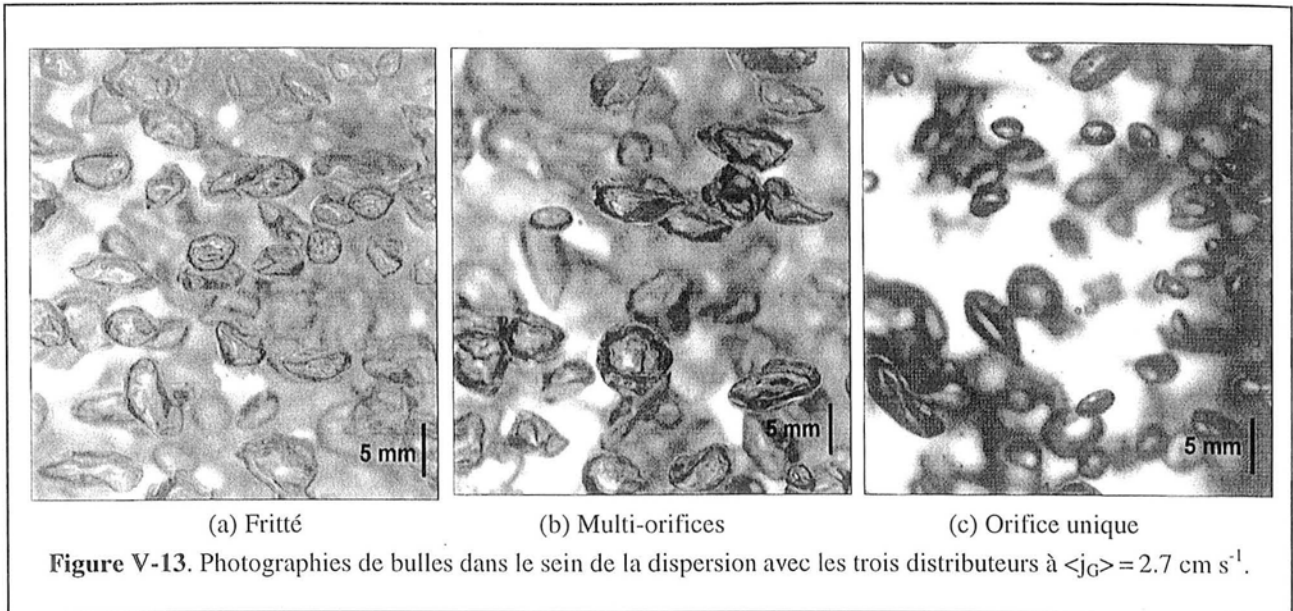 5 mm
5 mm
5 mm
(a) Fritté
(b) Multi-orifices
(c) Orifice unique
Figure V-13. Photographies de bulles dans le sein de la dispersion avec les trois distributeurs à <jG> = 2.7 cm s-1.